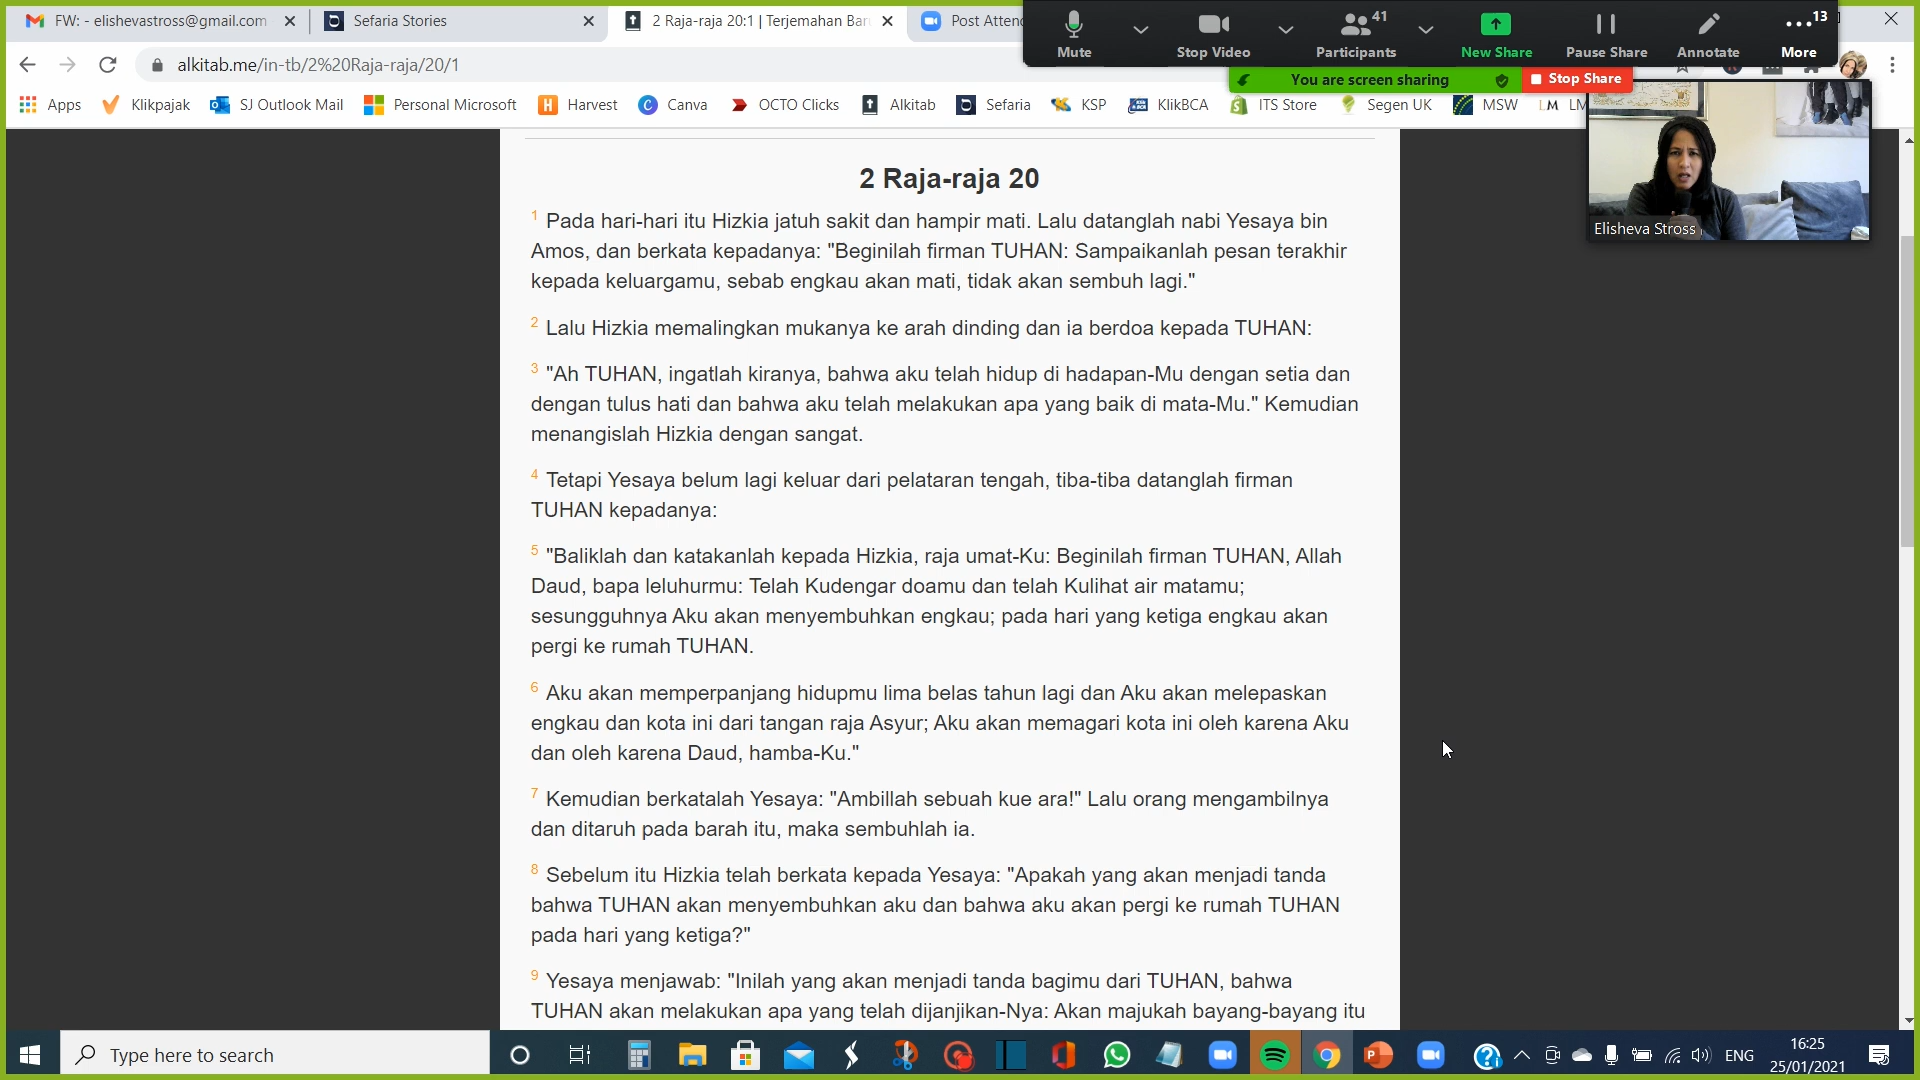 FW: - elishevastross@gmail.com
Sefaria Stories
2 Raja-raja 20:1 | Terjemahan Bar
Post Attend
Mute
Stop Video
41
Participants
New Share
Pause Share
Annotate
13
More
alkitab.me/in-tb/2%20Raja-raja/20/1
You are screen sharing
Stop Share
Apps
Klikpajak
SJ Outlook Mail
Personal Microsoft
Harvest
Canva
OCTO Clicks
Alkitab
Sefaria
KSP
KlikBCA
ITS Store
Segen UK
MSW
LM
Elisheva Stross
2 Raja-raja 20
1 Pada hari-hari itu Hizkia jatuh sakit dan hampir mati. Lalu datanglah nabi Yesaya bin
Amos, dan berkata kepadanya: "Beginilah firman TUHAN: Sampaikanlah pesan terakhir
kepada keluargamu, sebab engkau akan mati, tidak akan sembuh lagi."
2 Lalu Hizkia memalingkan mukanya ke arah dinding dan ia berdoa kepada TUHAN:
3 "Ah TUHAN, ingatlah kiranya, bahwa aku telah hidup di hadapan-Mu dengan setia dan
dengan tulus hati dan bahwa aku telah melakukan apa yang baik di mata-Mu." Kemudian
menangislah Hizkia dengan sangat.
4 Tetapi Yesaya belum lagi keluar dari pelataran tengah, tiba-tiba datanglah firman
TUHAN kepadanya:
5 "Baliklah dan katakanlah kepada Hizkia, raja umat-Ku: Beginilah firman TUHAN, Allah
Daud, bapa leluhurmu: Telah Kudengar doamu dan telah Kulihat air matamu;
sesungguhnya Aku akan menyembuhkan engkau; pada hari yang ketiga engkau akan
pergi ke rumah TUHAN.
6 Aku akan memperpanjang hidupmu lima belas tahun lagi dan Aku akan melepaskan
engkau dan kota ini dari tangan raja Asyur; Aku akan memagari kota ini oleh karena Aku
dan oleh karena Daud, hamba-Ku."
7 Kemudian berkatalah Yesaya: "Ambillah sebuah kue ara!" Lalu orang mengambilnya
dan ditaruh pada barah itu, maka sembuhlah ia.
8 Sebelum itu Hizkia telah berkata kepada Yesaya: "Apakah yang akan menjadi tanda
bahwa TUHAN akan menyembuhkan aku dan bahwa aku akan pergi ke rumah TUHAN
pada hari yang ketiga?"
9 Yesaya menjawab: "Inilah yang akan menjadi tanda bagimu dari TUHAN, bahwa
TUHAN akan melakukan apa yang telah dijanjikan-Nya: Akan majukah bayang-bayang itu
Type here to search
ENG
16:25
25/01/2021